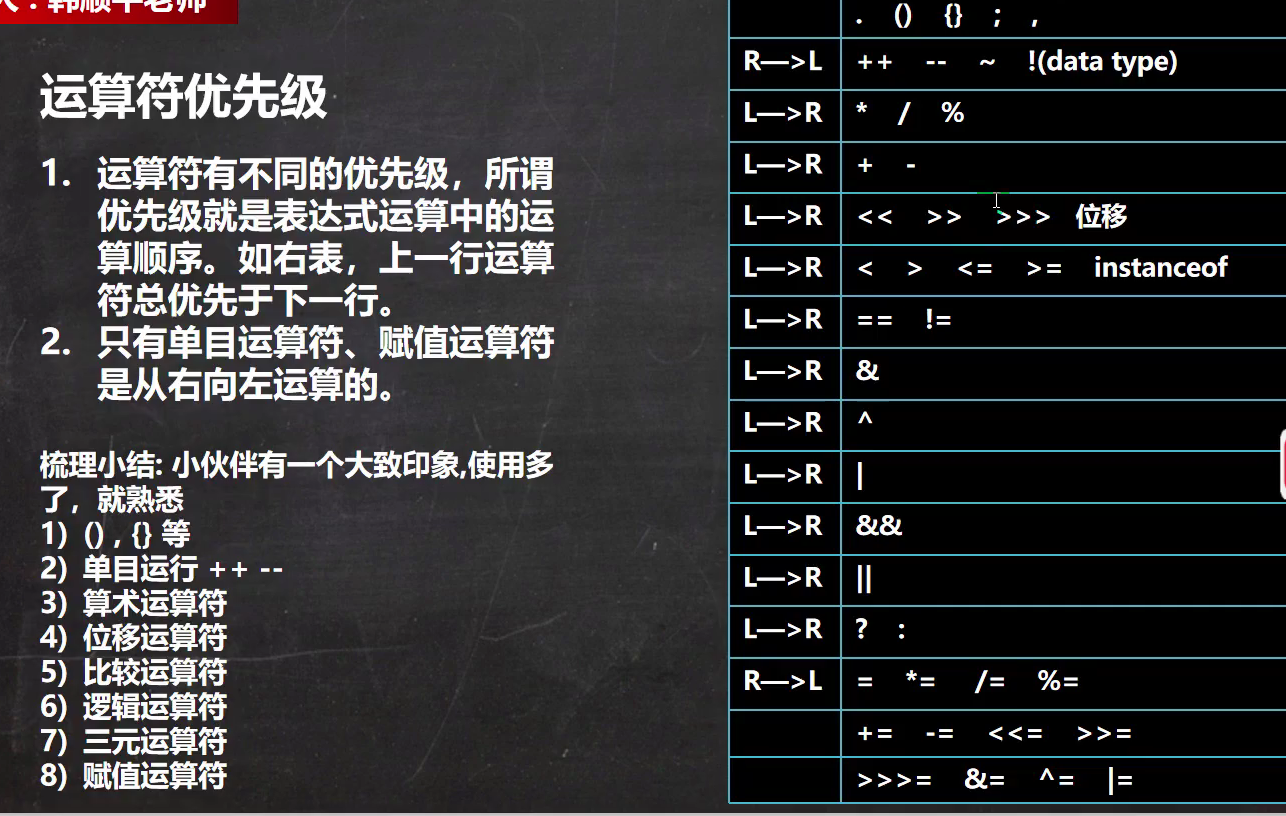 人：韩顺平老师
运算符优先级
1. 运算符有不同的优先级，所谓
优先级就是表达式运算中的运
算顺序。如右表，上一行运算
符总优先于下一行。
2. 只有单目运算符、赋值运算符
是从右向左运算的。
梳理小结: 小伙伴有一个大致印象,使用多
了，就熟悉
1) () , {} 等
2) 单目运行 ++ --
3) 算术运算符
4) 位移运算符
5) 比较运算符
6) 逻辑运算符
7) 三元运算符
8) 赋值运算符
. () {} ; ,
R—>L ++ -- ~ !(data type)
L—>R * / %
L—>R + -
L—>R << >> >>> 位移
L—>R < > <= >= instanceof
L—>R == !=
L—>R &
L—>R ^
L—>R |
L—>R &&
L—>R ||
L—>R ? :
R—>L = *= /= %=
+= -= <<= >>=
>>>= &= ^= |=